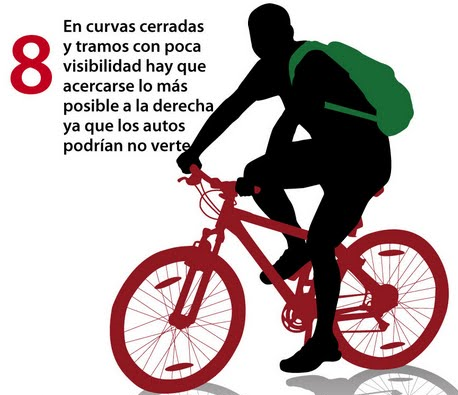 8
En curvas cerradas
y tramos con poca
visibilidad hay que
acercarse lo más
posible a la derecha
ya que los autos
podrían no verte